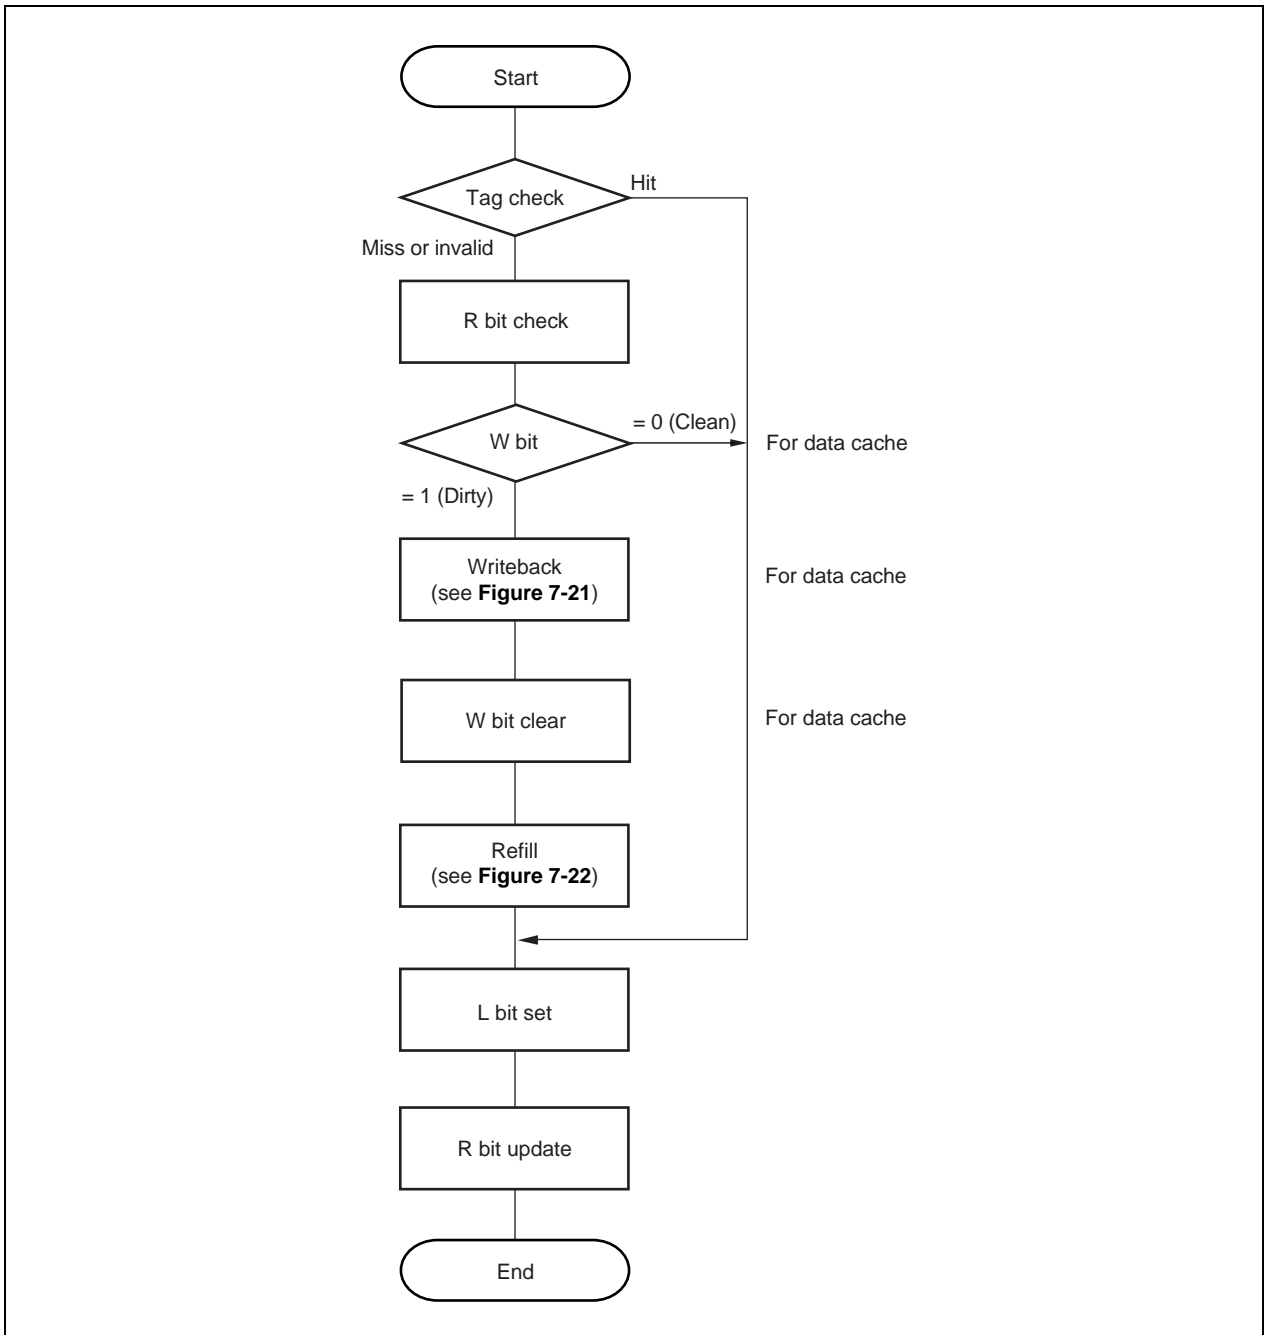 Start
Tag check
Hit
Miss or invalid
R bit check
W bit
= 0 (Clean)
For data cache
= 1 (Dirty)
Writeback
(see Figure 7-21)
For data cache
W bit clear
For data cache
Refill
(see Figure 7-22)
L bit set
R bit update
End